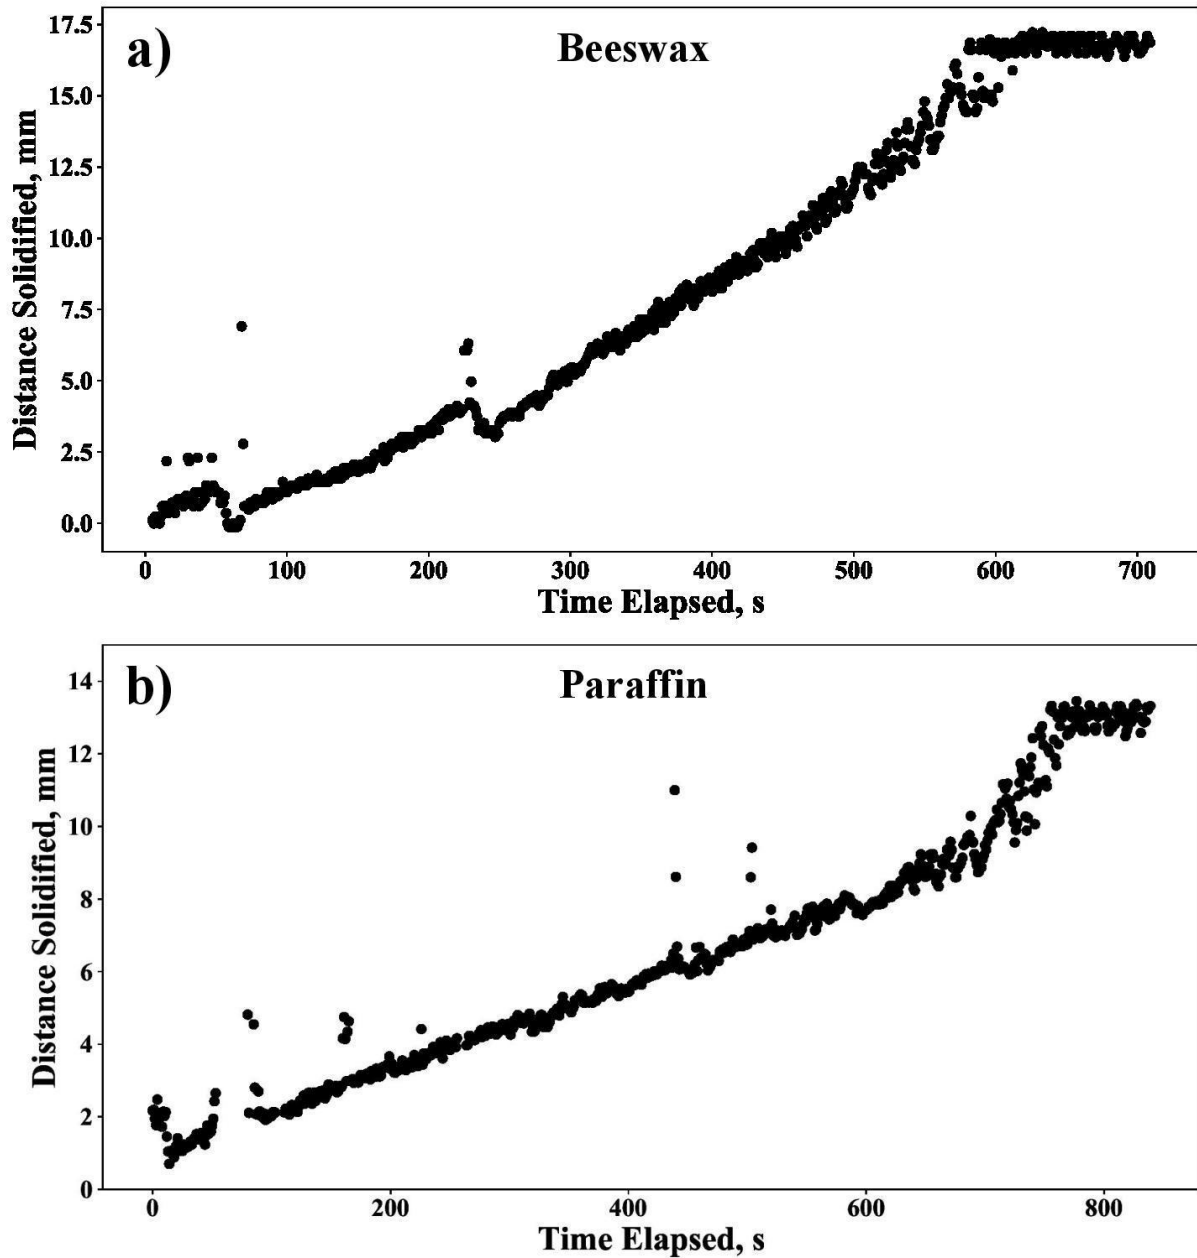 a)
Beeswax
Distance Solidified, mm
17.5
15.0
12.5
10.0
7.5
5.0
2.5
0.0
0 100 200 300 400 500 600 700
Time Elapsed, s
b)
Paraffin
Distance Solidified, mm
14
12
10
8
6
4
2
0
0 200 400 600 800
Time Elapsed, s